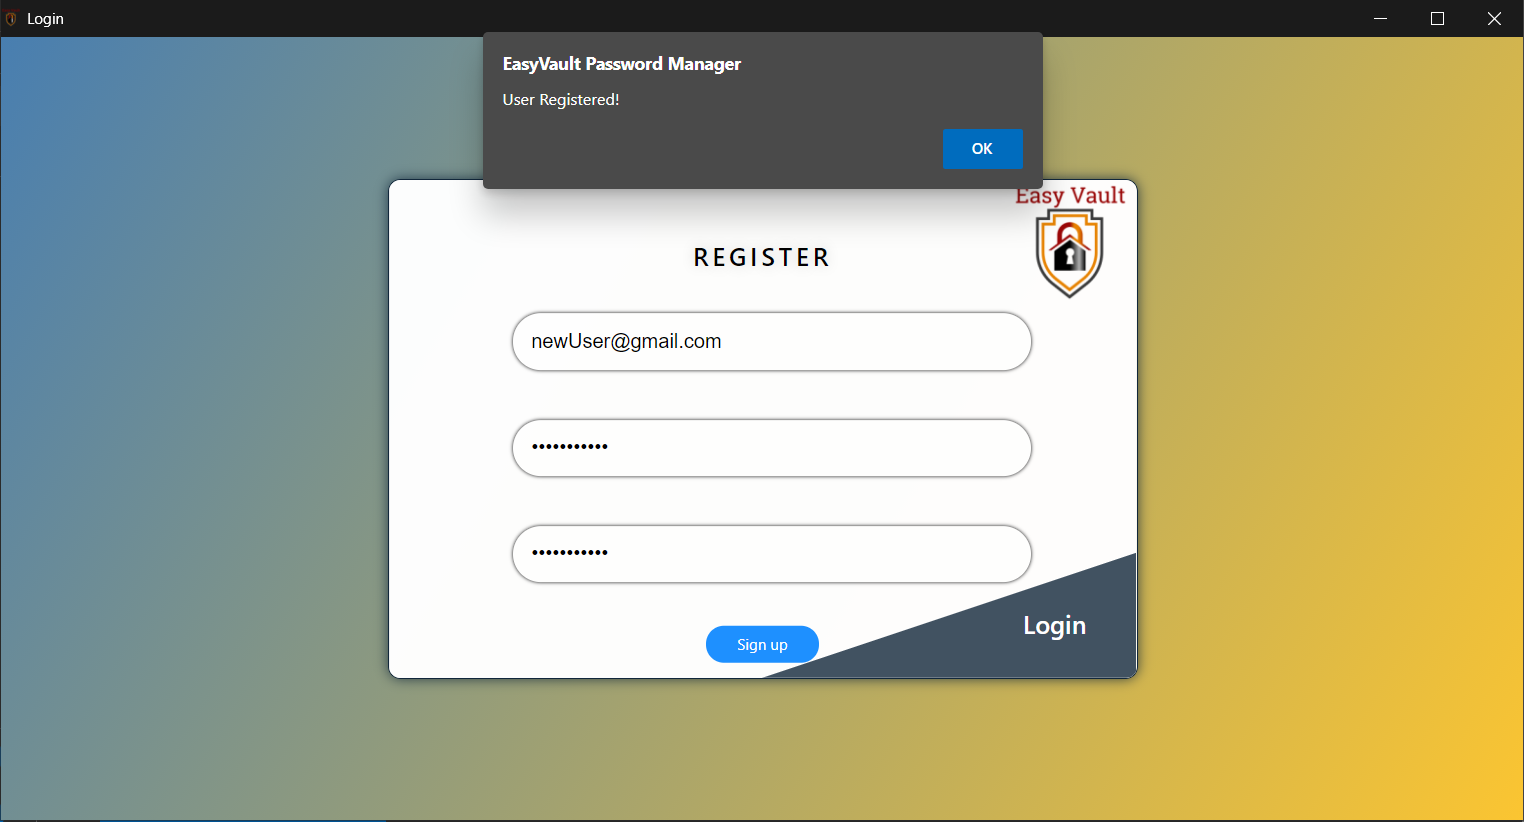 Login
EasyVault Password Manager
User Registered!
OK
Easy Vault
REGISTER
newUser@gmail.com
•••••••••••
•••••••••••
Login
Sign up